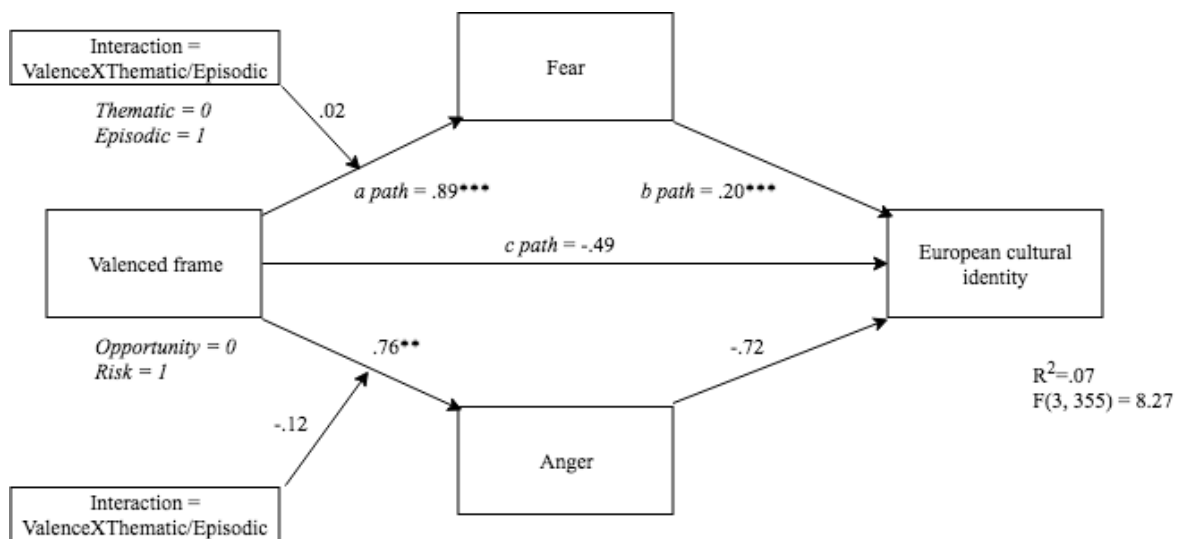 Interaction =
ValenceXThematic/Episodic
Fear
Thematic = 0
Episodic = 1
.02
a path = .89***
b path = .20***
Valenced frame
c path = -.49
European cultural
identity
Opportunity = 0
Risk = 1
.76**
-.72
R²=.07
F(3, 355) = 8.27
-.12
Anger
Interaction =
ValenceXThematic/Episodic